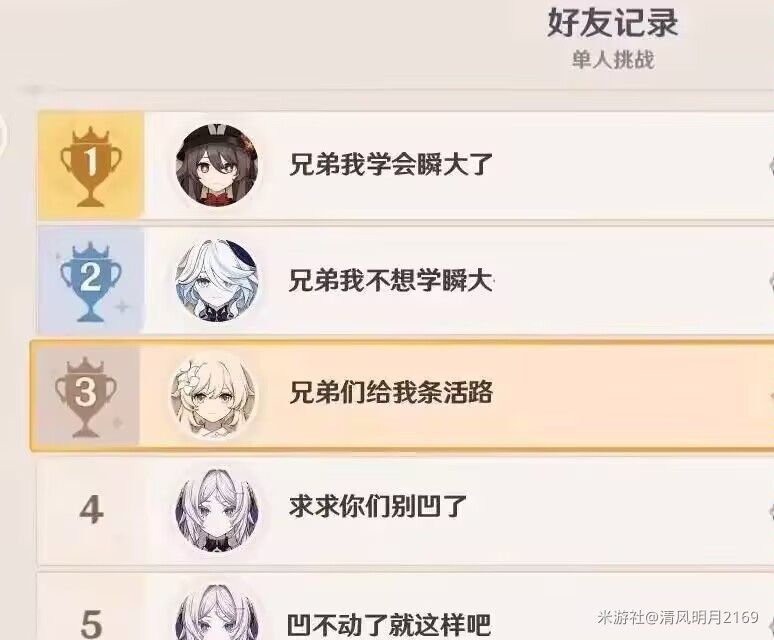 好友记录
单人挑战
1
兄弟我学会瞬大了
2
兄弟我不想学瞬大
3
兄弟们给我条活路
4
求求你们别凹了
5
凹不动了就这样吧
米游社@清风明月2169